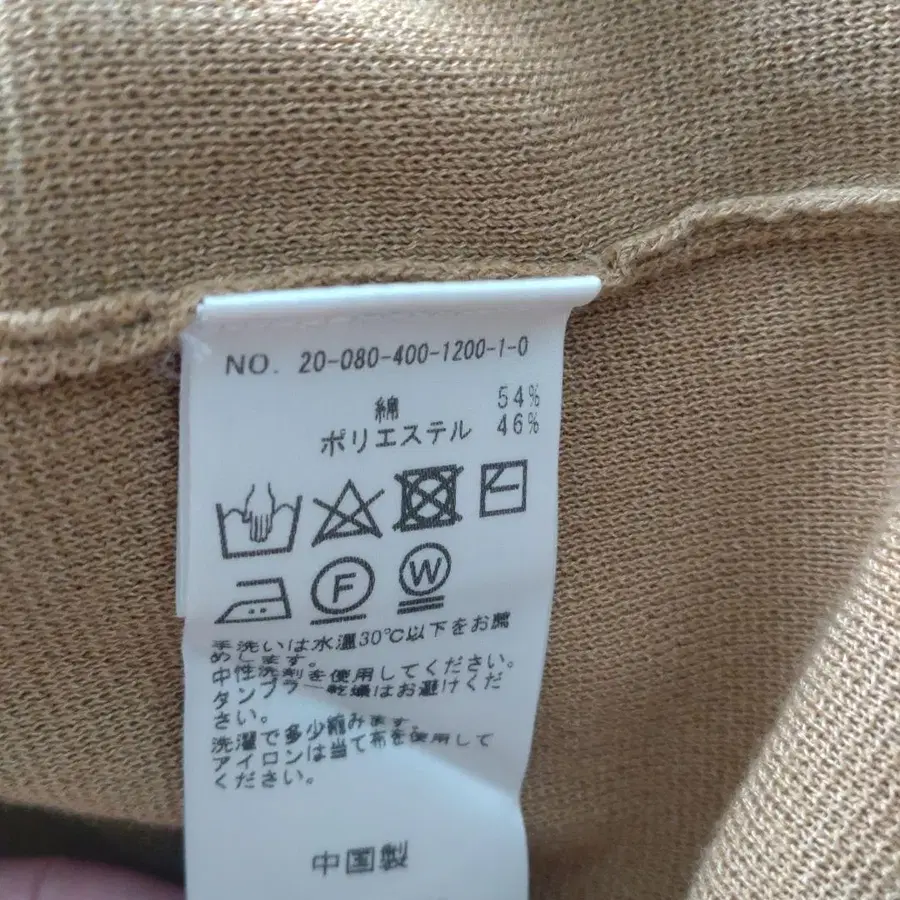 NO. 20-080-400-1200-1-0
綿 54%
ポリエステル 46%
F W
手洗いは水温30℃以下をお薦
めします。
中性洗剤を使用してください。
タンブラー乾燥はお避けくだ
さい。
洗濯で多少縮みます。
アイロンは当て布を使用して
ください。
中国製